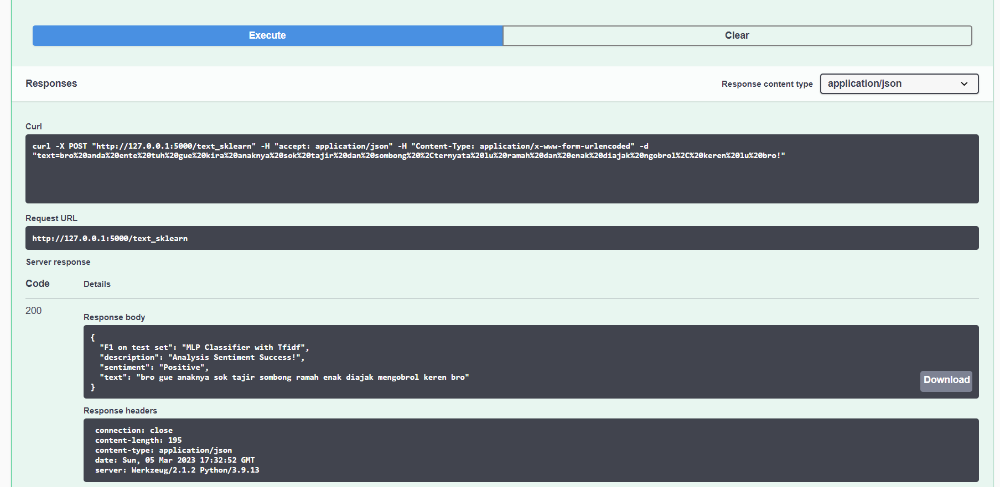 Execute
Clear
Responses
Response content type
application/json
Curl
curl -X POST "http://127.0.0.1:5000/text_sklearn" -H "accept: application/json" -H "Content-Type: application/x-www-form-urlencoded" -d
"text=bro%20anda%20ente%20tuh%20gue%20kira%20anaknya%20sok%20tajir%20dan%20sombong%20%2Cternyata%20lu%20ramah%20dan%20enak%20diajak%20ngobrol%2C%20keren%20lu%20bro!"
Request URL
http://127.0.0.1:5000/text_sklearn
Server response
Code
Details
200
Response body
{
"F1 on test set": "MLP Classifier with Tfidf",
"description": "Analysis Sentiment Success!",
"sentiment": "Positive",
"text": "bro gue anaknya sok tajir sombong ramah enak diajak mengobrol keren bro"
}
Download
Response headers
connection: close
content-length: 195
content-type: application/json
date: Sun, 05 Mar 2023 17:32:52 GMT
server: Werkzeug/2.1.2 Python/3.9.13